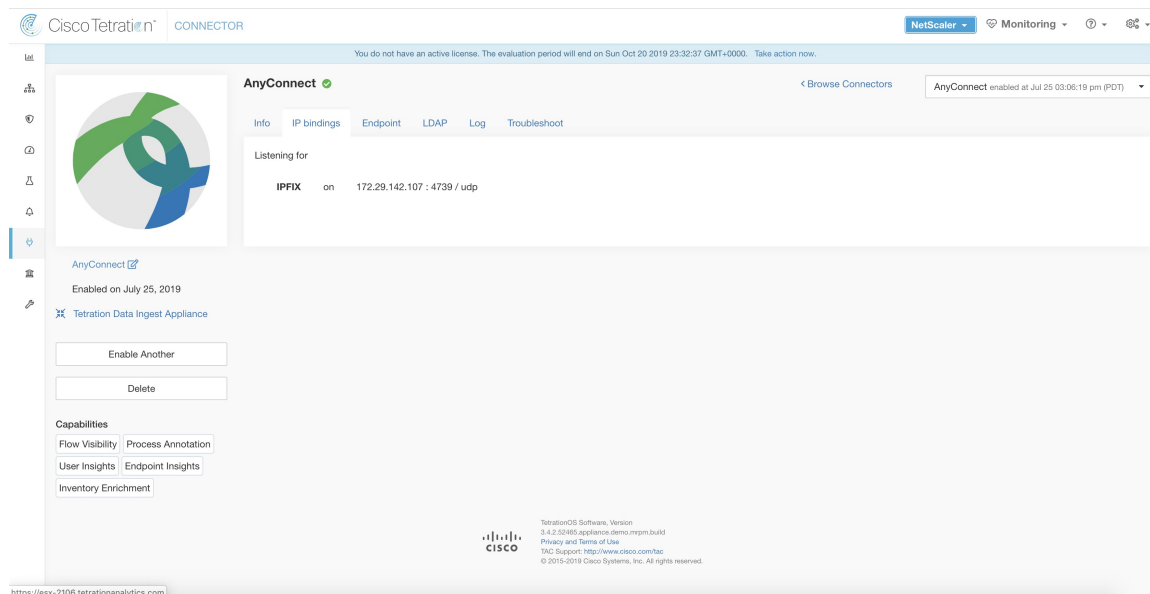 Cisco Tetration™ CONNECTOR
NetScaler
Monitoring
You do not have an active license. The evaluation period will end on Sun Oct 20 2019 23:32:37 GMT+0000. Take action now.
AnyConnect
Browse Connectors
AnyConnect enabled at Jul 25 03:06:19 pm (PDT)
Info IP bindings Endpoint LDAP Log Troubleshoot
Listening for
IPFIX on 172.29.142.107 : 4739 / udp
AnyConnect
Enabled on July 25, 2019
Tetration Data Ingest Appliance
Enable Another
Delete
Capabilities
Flow Visibility Process Annotation
User Insights Endpoint Insights
Inventory Enrichment
CISCO
TetrationOS Software, Version
3.4.2.52465.appliance.demo.mrpm.build
Privacy and Terms of Use
TAC Support: http://www.cisco.com/tac
© 2015-2019 Cisco Systems, Inc. All rights reserved.
https://esx-2106.tetrationanalytics.com